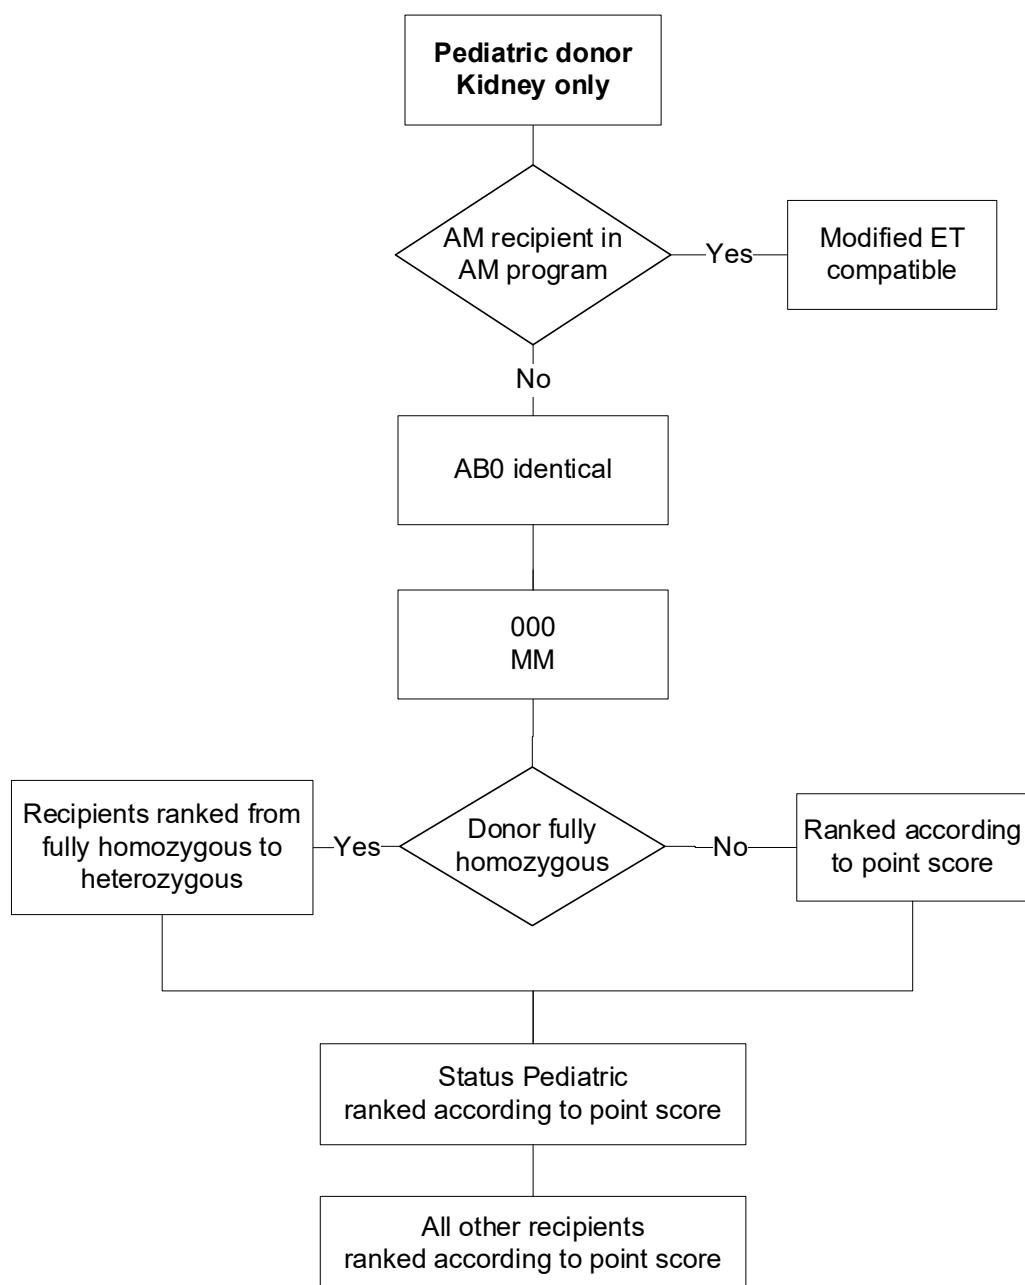 Pediatric donor
Kidney only
AM recipient in
AM program
Yes
Modified ET
compatible
No
AB0 identical
000
MM
Recipients ranked from
fully homozygous to
heterozygous
Yes
Donor fully
homozygous
No
Ranked according
to point score
Status Pediatric
ranked according to point score
All other recipients
ranked according to point score